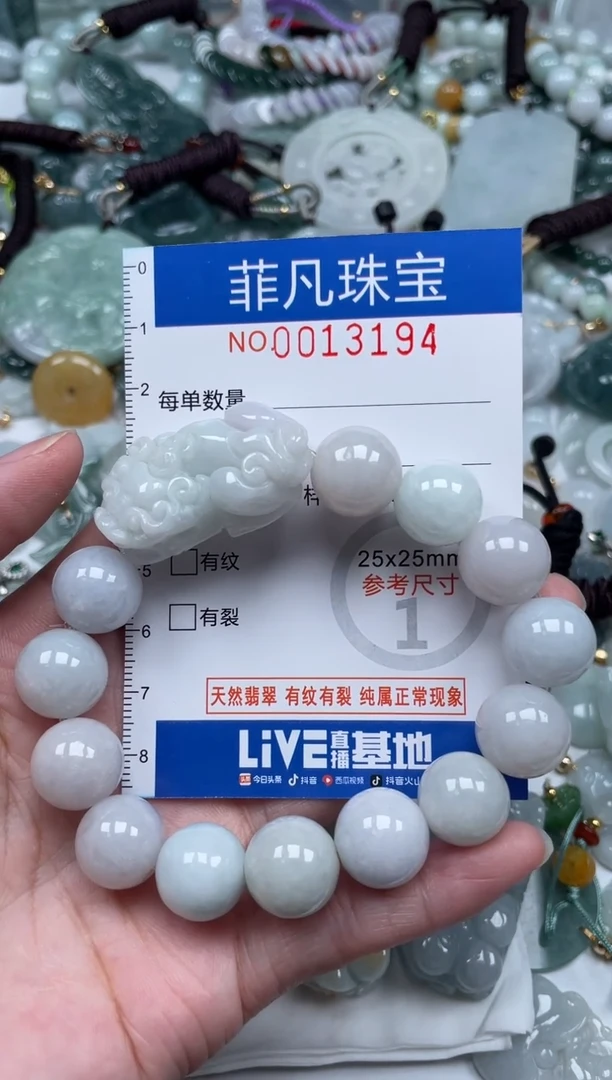 0
菲凡珠宝
1
NO.0013194
2
每单数量
5
□有纹
25x25mm
参考尺寸
1
6
□有裂
7
天然翡翠 有纹有裂 纯属正常现象
8
LiVE直播基地
今日头条 抖音 西瓜视频 抖音火山